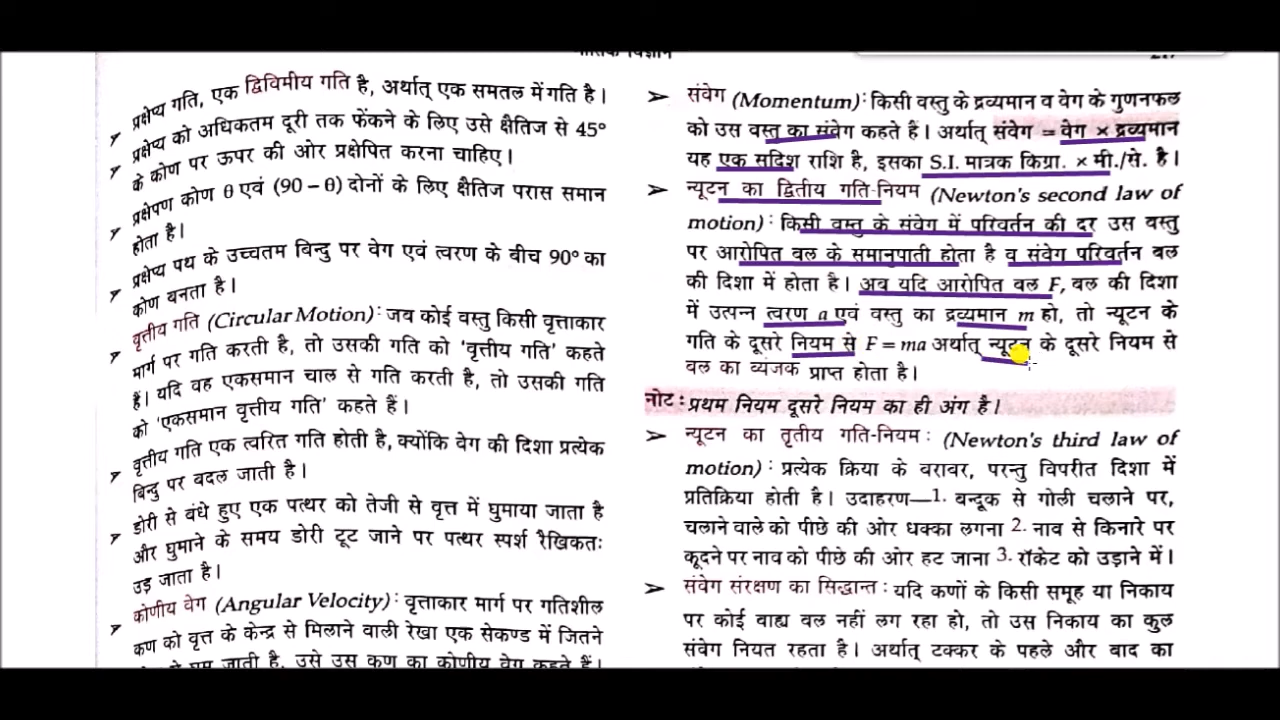 भौतिक विज्ञान
प्रक्षेप्य गति, एक द्विविमीय गति है, अर्थात् एक समतल में गति है।
प्रक्षेप्य को अधिकतम दूरी तक फेंकने के लिए उसे क्षैतिज से 45°
के कोण पर ऊपर की ओर प्रक्षेपित करना चाहिए।
प्रक्षेपण कोण θ एवं (90 – θ) दोनों के लिए क्षैतिज परास समान
होता है।
प्रक्षेप्य पथ के उच्चतम बिन्दु पर वेग एवं त्वरण के बीच 90° का
कोण बनता है।
वृत्तीय गति (Circular Motion) : जब कोई वस्तु किसी वृत्ताकार
मार्ग पर गति करती है, तो उसकी गति को 'वृत्तीय गति' कहते
हैं। यदि वह एकसमान चाल से गति करती है, तो उसकी गति
को 'एकसमान वृत्तीय गति' कहते हैं।
वृत्तीय गति एक त्वरित गति होती है, क्योंकि वेग की दिशा प्रत्येक
बिन्दु पर बदल जाती है।
डोरी से बंधे हुए एक पत्थर को तेजी से वृत्त में घुमाया जाता है
और घुमाने के समय डोरी टूट जाने पर पत्थर स्पर्श रैखिकतः
उड़ जाता है।
कोणीय वेग (Angular Velocity) : वृत्ताकार मार्ग पर गतिशील
कण को वृत्त के केन्द्र से मिलाने वाली रेखा एक सेकण्ड में जितने
जाती है, उसे उस कण का कोणीय वेग कहते हैं।
➤ संवेग (Momentum) : किसी वस्तु के द्रव्यमान व वेग के गुणनफल
को उस वस्तु का संवेग कहते हैं। अर्थात् संवेग = वेग × द्रव्यमान
यह एक सदिश राशि है, इसका S.I. मात्रक किग्रा. × मी./से. है।
➤ न्यूटन का द्वितीय गति-नियम (Newton's second law of
motion) : किसी वस्तु के संवेग में परिवर्तन की दर उस वस्तु
पर आरोपित बल के समानुपाती होता है व संवेग परिवर्तन बल
की दिशा में होता है। अब यदि आरोपित बल F, बल की दिशा
में उत्पन्न त्वरण a एवं वस्तु का द्रव्यमान m हो, तो न्यूटन के
गति के दूसरे नियम से F = ma अर्थात् न्यूटन के दूसरे नियम से
बल का व्यंजक प्राप्त होता है।
नोट : प्रथम नियम दूसरे नियम का ही अंग है।
➤ न्यूटन का तृतीय गति-नियम : (Newton's third law of
motion) : प्रत्येक क्रिया के बराबर, परन्तु विपरीत दिशा में
प्रतिक्रिया होती है। उदाहरण—1. बन्दूक से गोली चलाने पर,
चलाने वाले को पीछे की ओर धक्का लगना 2. नाव से किनारे पर
कूदने पर नाव को पीछे की ओर हट जाना 3. रॉकेट को उड़ाने में।
➤ संवेग संरक्षण का सिद्धान्त : यदि कणों के किसी समूह या निकाय
पर कोई बाह्य बल नहीं लग रहा हो, तो उस निकाय का कुल
संवेग नियत रहता है। अर्थात् टक्कर के पहले और बाद का